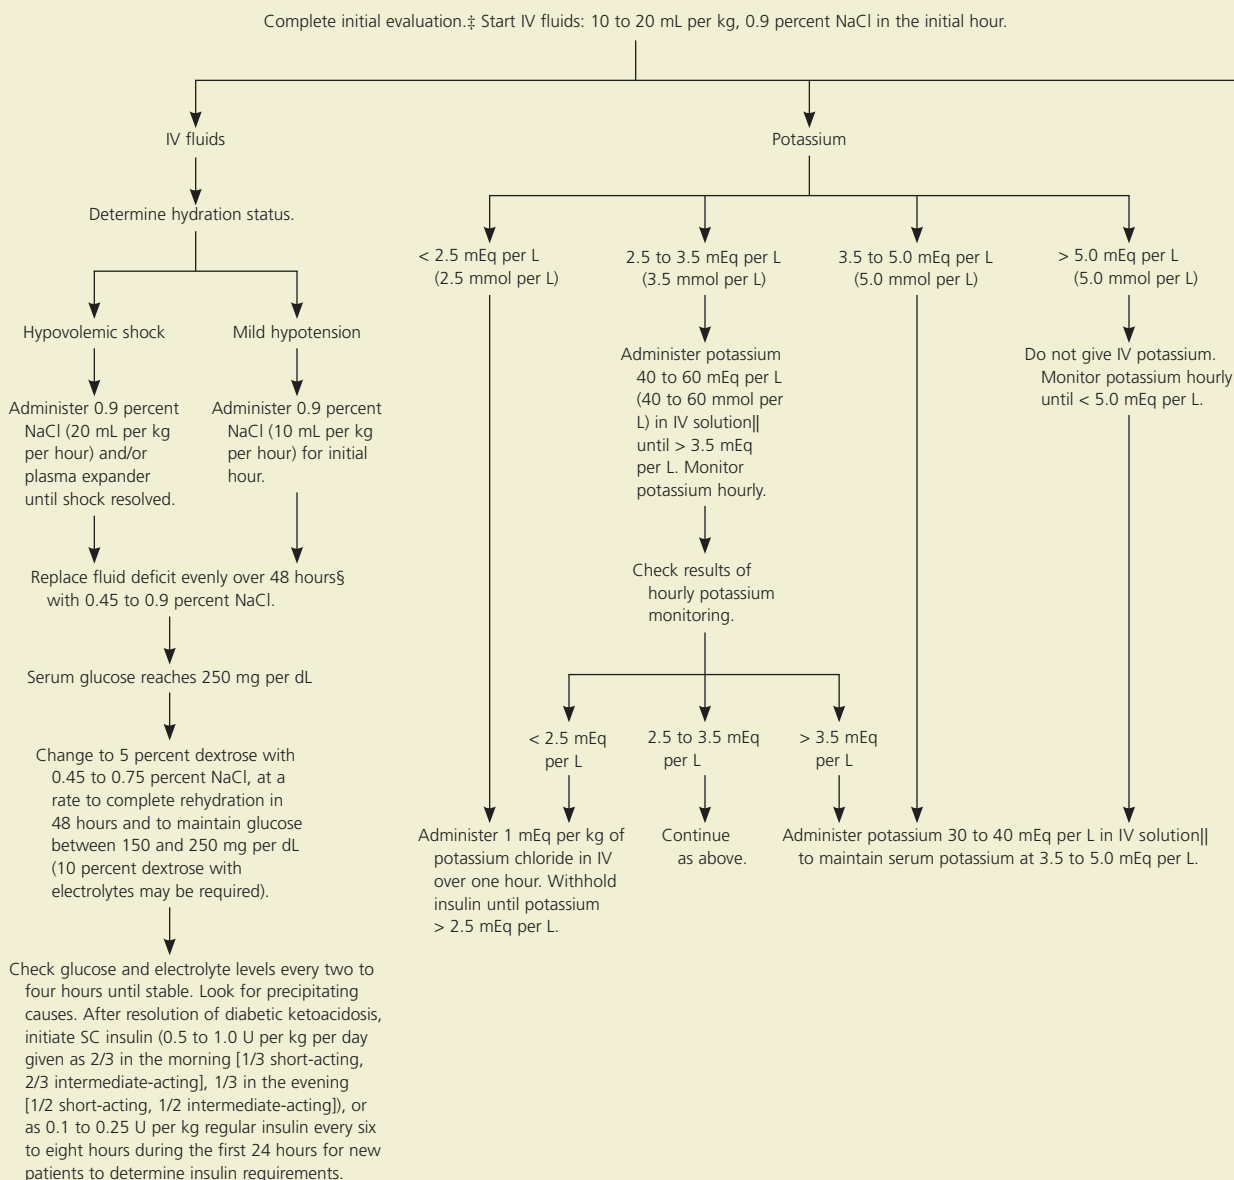 Complete initial evaluation.‡ Start IV fluids: 10 to 20 mL per kg, 0.9 percent NaCl in the initial hour.
IV fluids
Determine hydration status.
Hypovolemic shock
Administer 0.9 percent
NaCl (20 mL per kg
per hour) and/or
plasma expander
until shock resolved.
Mild hypotension
Administer 0.9 percent
NaCl (10 mL per kg
per hour) for initial
hour.
Replace fluid deficit evenly over 48 hours§
with 0.45 to 0.9 percent NaCl.
Serum glucose reaches 250 mg per dL
Change to 5 percent dextrose with
0.45 to 0.75 percent NaCl, at a
rate to complete rehydration in
48 hours and to maintain glucose
between 150 and 250 mg per dL
(10 percent dextrose with
electrolytes may be required).
Check glucose and electrolyte levels every two to
four hours until stable. Look for precipitating
causes. After resolution of diabetic ketoacidosis,
initiate SC insulin (0.5 to 1.0 U per kg per day
given as 2/3 in the morning [1/3 short-acting,
2/3 intermediate-acting], 1/3 in the evening
[1/2 short-acting, 1/2 intermediate-acting]), or
as 0.1 to 0.25 U per kg regular insulin every six
to eight hours during the first 24 hours for new
patients to determine insulin requirements.
Potassium
< 2.5 mEq per L
(2.5 mmol per L)
2.5 to 3.5 mEq per L
(3.5 mmol per L)
Administer potassium
40 to 60 mEq per L
(40 to 60 mmol per
L) in IV solution||
until > 3.5 mEq
per L. Monitor
potassium hourly.
Check results of
hourly potassium
monitoring.
< 2.5 mEq
per L
2.5 to 3.5 mEq
per L
> 3.5 mEq
per L
Administer 1 mEq per kg of
potassium chloride in IV
over one hour. Withhold
insulin until potassium
> 2.5 mEq per L.
Continue
as above.
3.5 to 5.0 mEq per L
(5.0 mmol per L)
Administer potassium 30 to 40 mEq per L in IV solution||
to maintain serum potassium at 3.5 to 5.0 mEq per L.
> 5.0 mEq per L
(5.0 mmol per L)
Do not give IV potassium.
Monitor potassium hourly
until < 5.0 mEq per L.